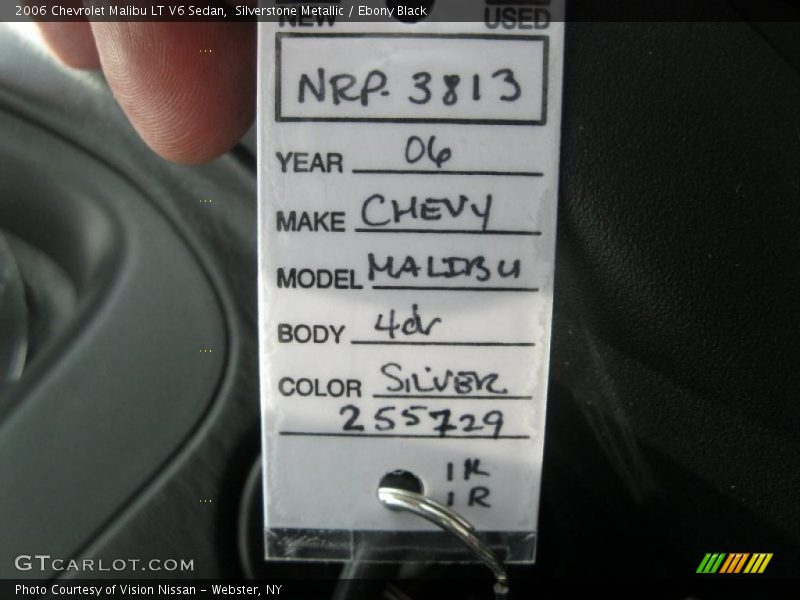 2006 Chevrolet Malibu LT V6 Sedan,  Silverstone Metallic / Ebony Black
NEW USED
NRP- 3813
YEAR 06
MAKE CHEVY
MODEL MALIBU
BODY 4dr
COLOR SILVER
255729
1K
1R
GTCARLOT.COM
Photo Courtesy of Vision Nissan - Webster, NY